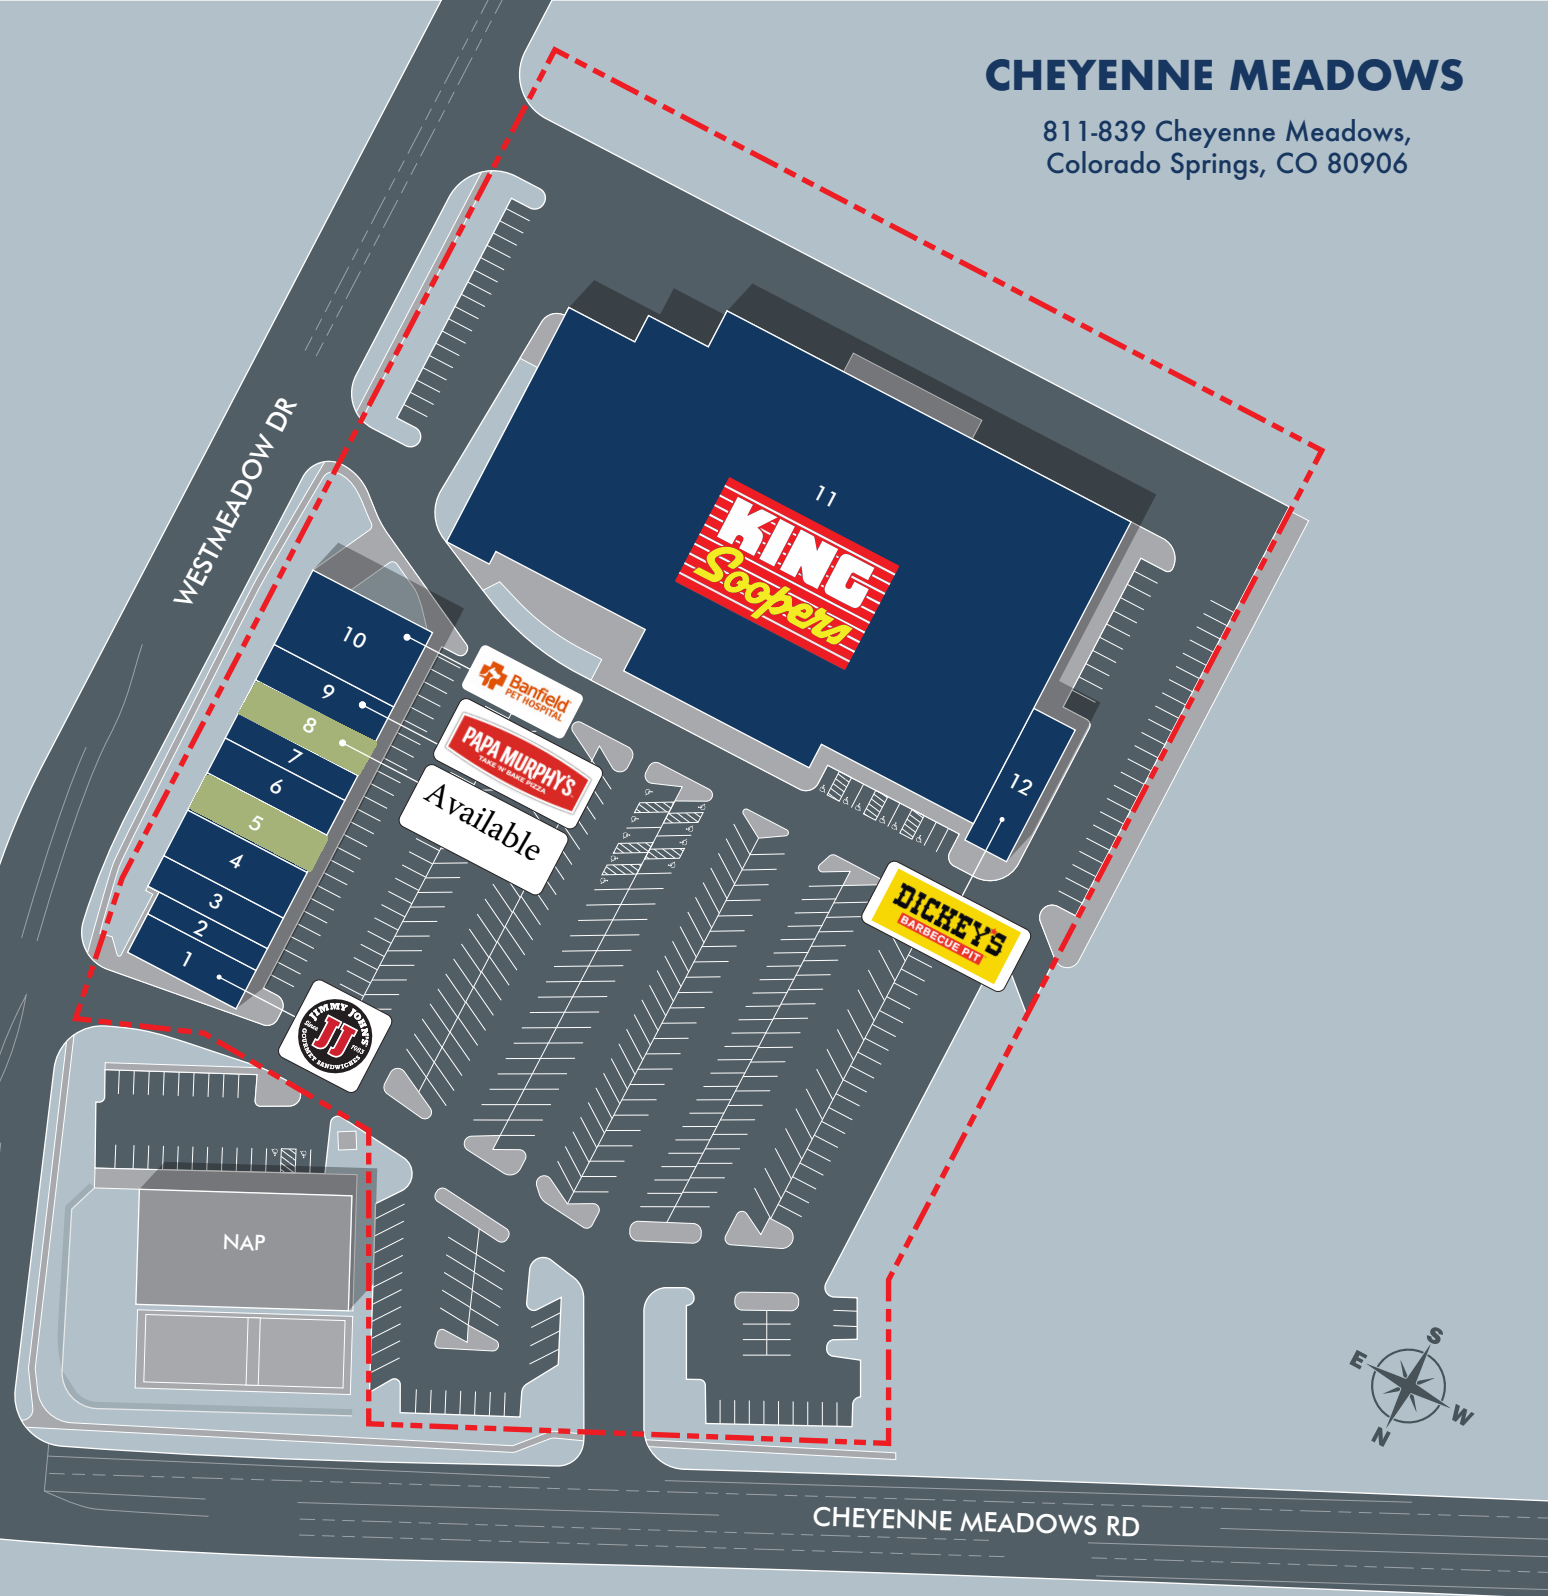 CHEYENNE MEADOWS
811-839 Cheyenne Meadows,
Colorado Springs, CO 80906
WESTMEADOW DR
11
KING
Soopers
10
9
8
7
6
5
4
3
2
1
Banfield
PET HOSPITAL
PAPA MURPHY'S
TAKE 'N' BAKE PIZZA
Available
12
DICKEY'S
BARBECUE PIT
JIMMY JOHN'S
Since
JJ
1983
GOURMET SANDWICHES
NAP
S
E
W
N
CHEYENNE MEADOWS RD